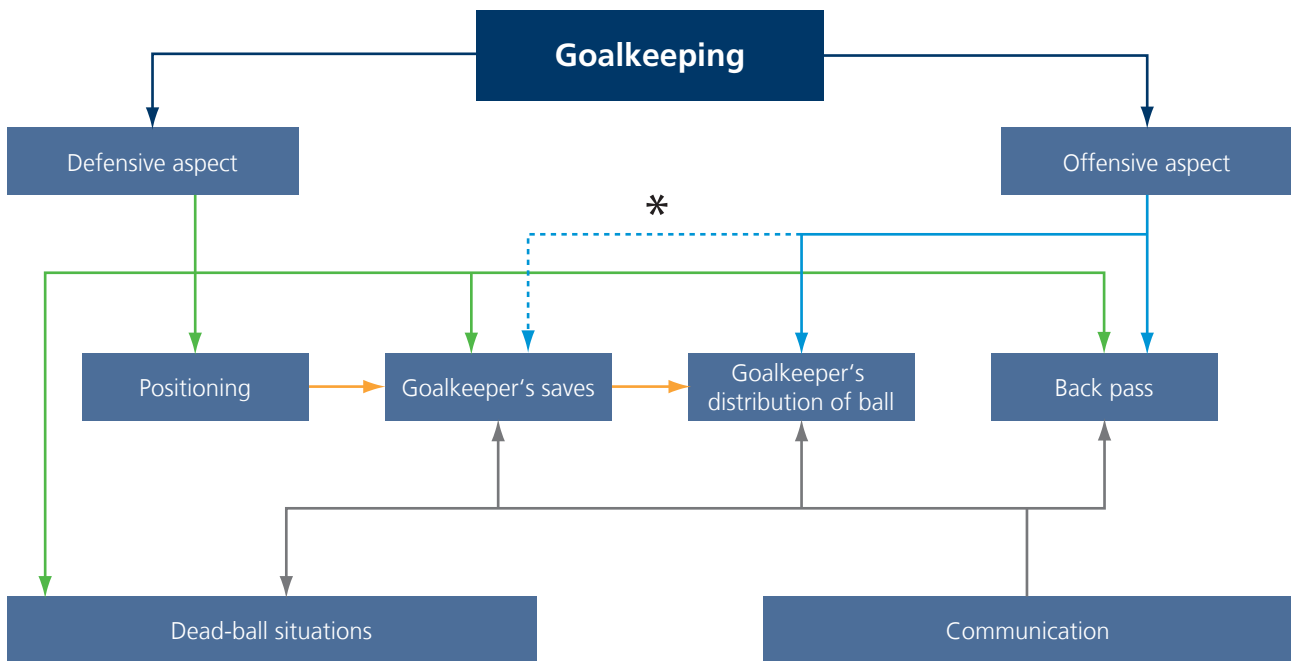 Goalkeeping
Defensive aspect
Offensive aspect
*
Positioning
Goalkeeper‘s saves
Goalkeeper‘s
distribution of ball
Back pass
Dead-ball situations
Communication